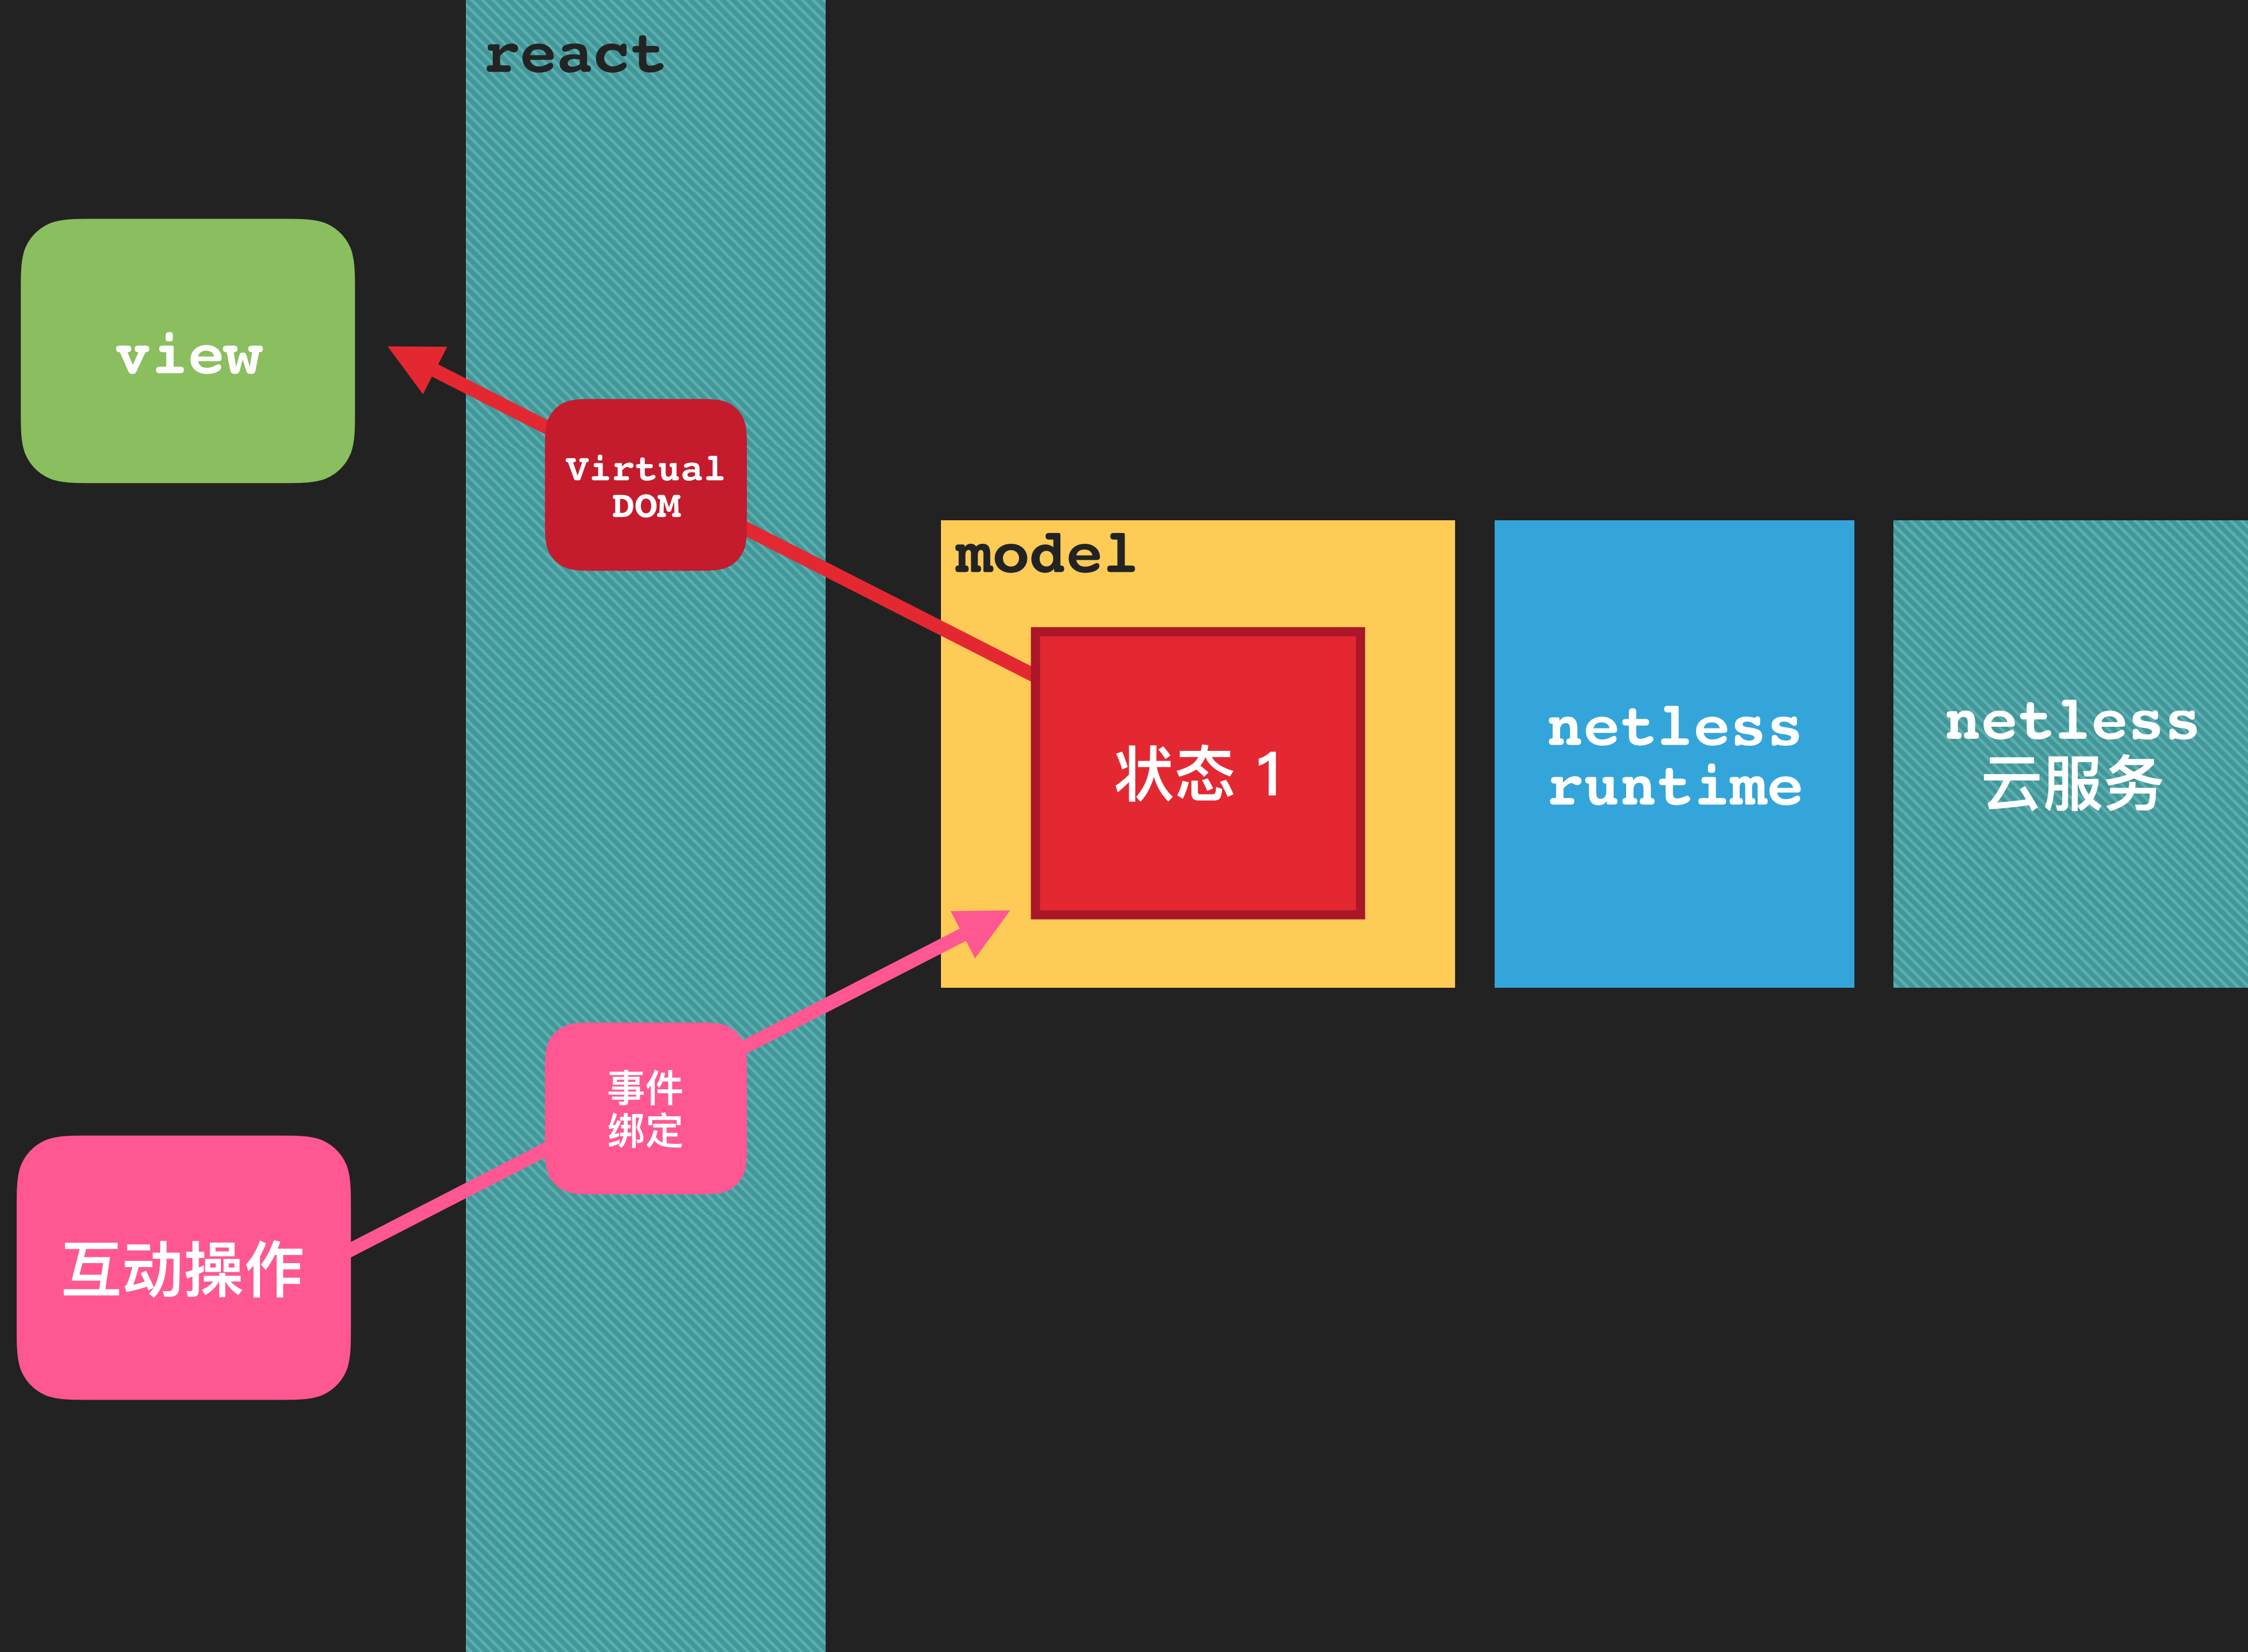 react
view
Virtual
DOM
model
状态 1
netless
runtime
netless
云服务
事件
绑定
互动操作